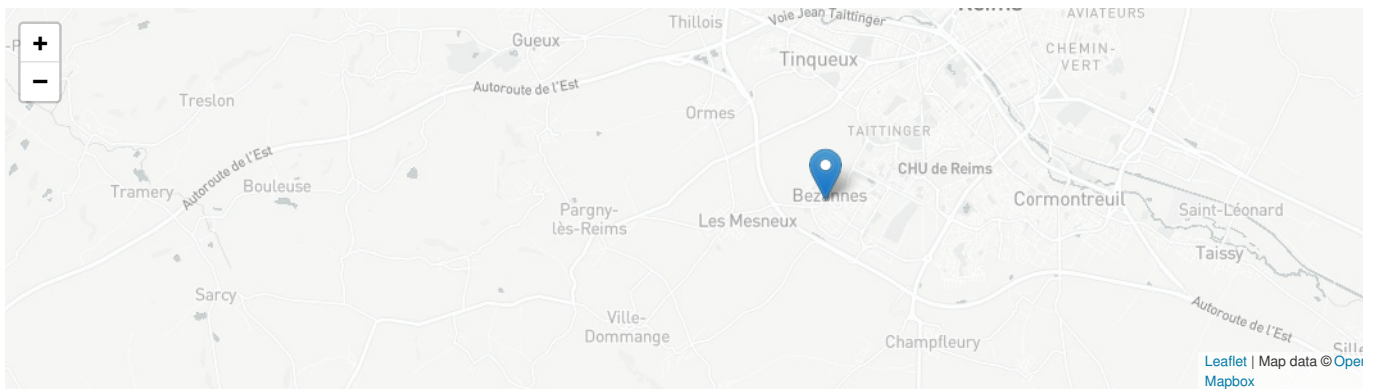 Reims
AVIATEURS
Thillois
Voie Jean Taittinger
+
Gueux
CHEMIN-
VERT
Tinqueux
−
Autoroute de l'Est
Treslon
Ormes
TAITTINGER
Autoroute de l'Est
CHU de Reims
Tramery
Bouleuse
Bezannes
Cormontreuil
Pargny-
lès-Reims
Les Mesneux
Saint-Léonard
Taissy
Sarcy
Autoroute de l'Est
Ville-
Dommange
Champfleury
Leaflet | Map data ©
Mapbox